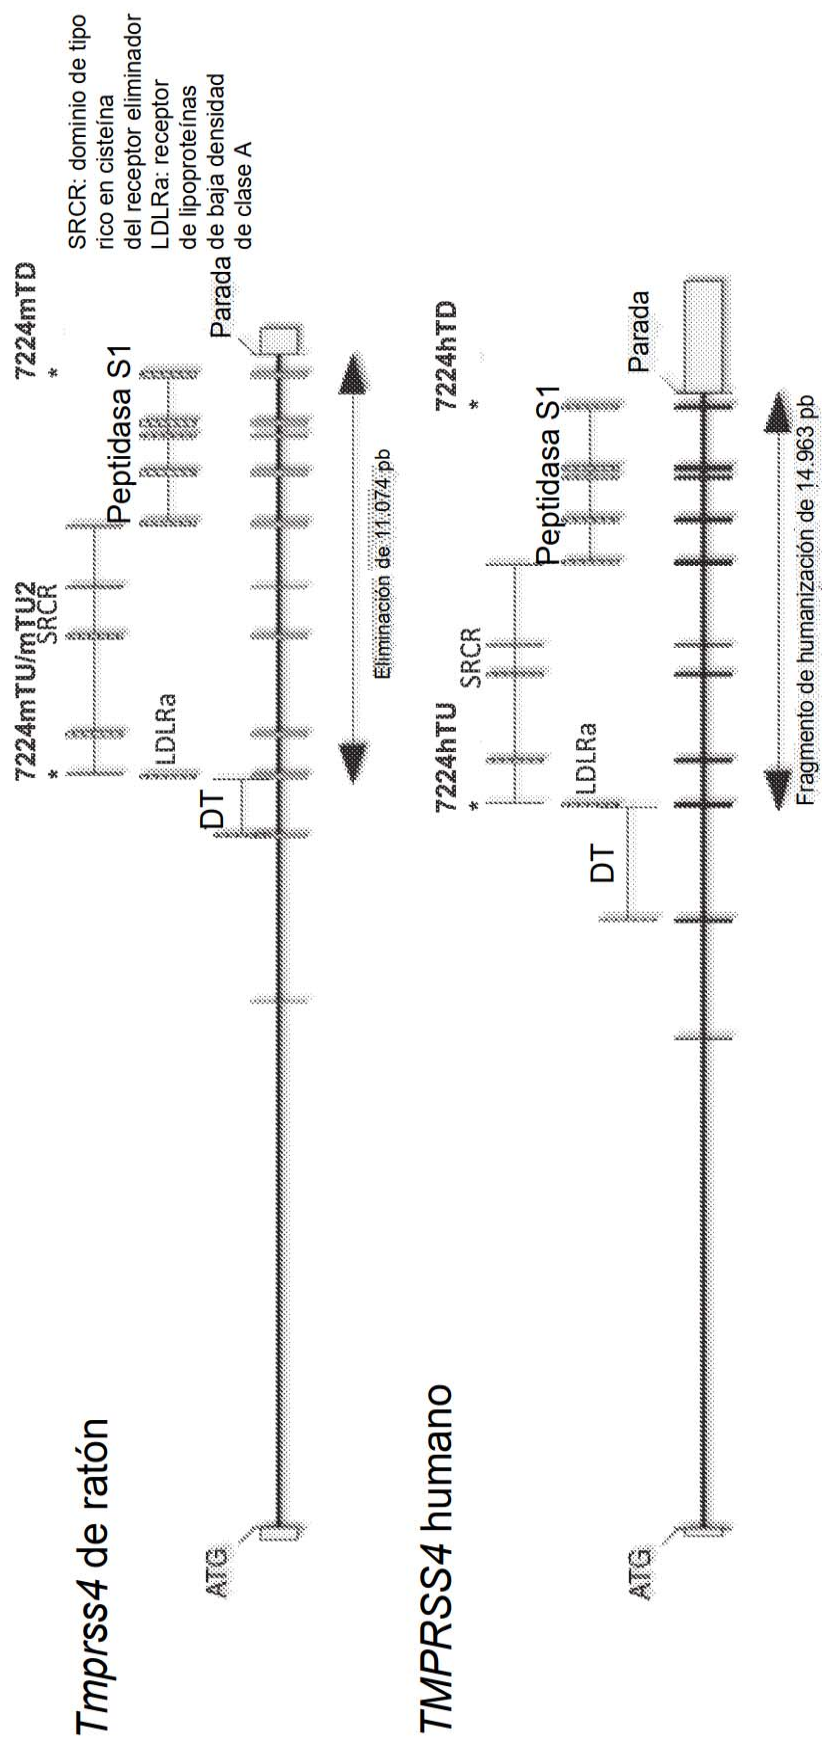 Tmprss4 de ratón
7224mTU/mTU2
7224mTD
*
*
SRCR
Peptidasa S1
LDLRa
DT
ATG
Parada
Eliminación de 11.074 pb
SRCR: dominio de tipo
rico en cisteína
del receptor eliminador
LDLRa: receptor
de lipoproteínas
de baja densidad
de clase A
TMPRSS4 humano
7224hTU
7224hTD
*
*
SRCR
Peptidasa S1
LDLRa
DT
ATG
Parada
Fragmento de humanización de 14.963 pb